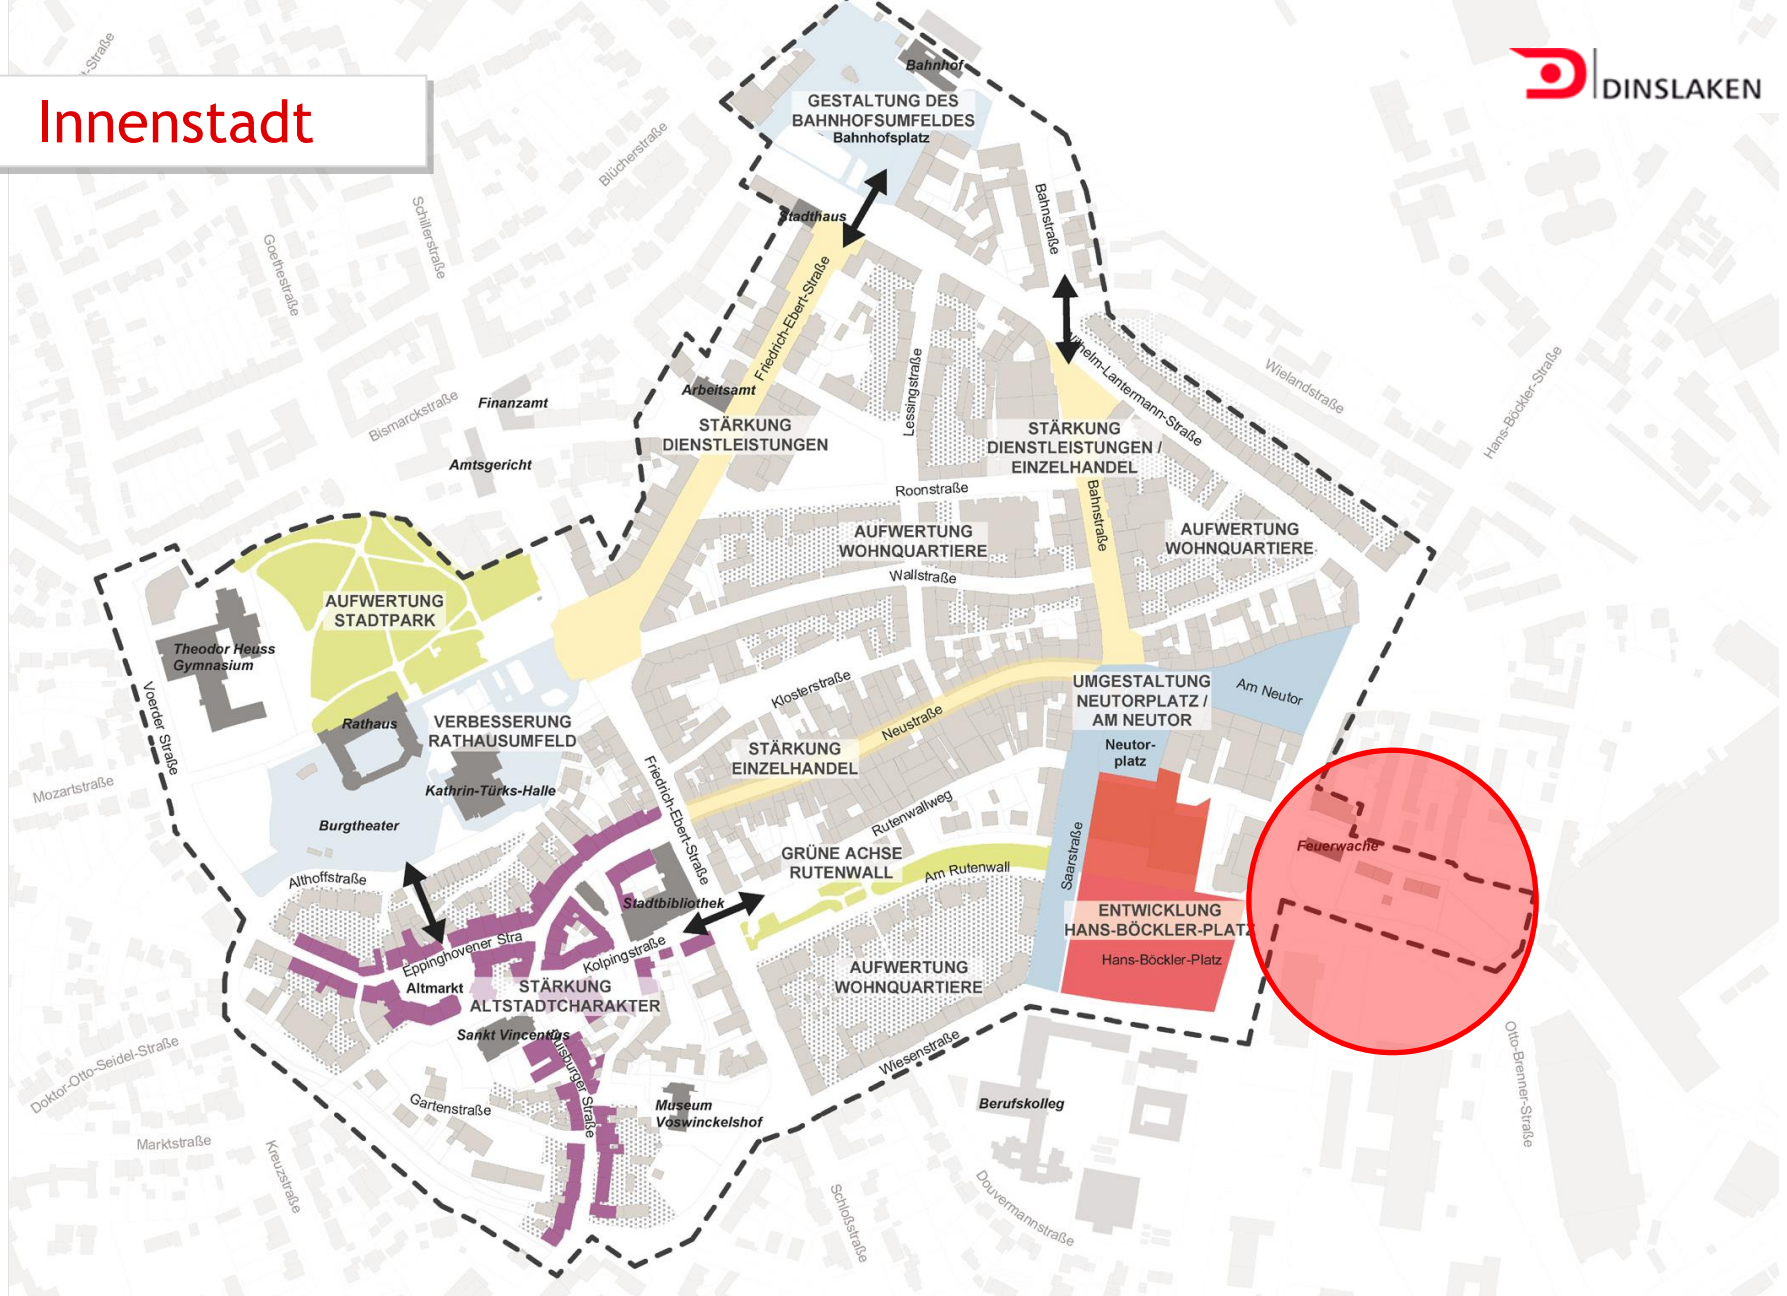 Innenstadt
DINSLAKEN
Bahnhof
GESTALTUNG DES
BAHNHOFSUMFELDES
Bahnhofsplatz
Blücherstraße
Schillerstraße
Goethestraße
Stadthaus
Bahnstraße
Friedrich-Ebert-Straße
Lessingstraße
Wilhelm-Lantermann-Straße
Wielandstraße
Hans-Böckler-Straße
Bismarckstraße
Finanzamt
Amtsgericht
Arbeitsamt
STÄRKUNG
DIENSTLEISTUNGEN
STÄRKUNG
DIENSTLEISTUNGEN /
EINZELHANDEL
Roonstraße
Bahnstraße
AUFWERTUNG
WOHNQUARTIERE
AUFWERTUNG
WOHNQUARTIERE
Wallstraße
AUFWERTUNG
STADTPARK
Theodor Heuss
Gymnasium
Voerder Straße
Rathaus
VERBESSERUNG
RATHAUSUMFELD
Kathrin-Türks-Halle
Burgtheater
Mozartstraße
Klosterstraße
Neustraße
STÄRKUNG
EINZELHANDEL
Friedrich-Ebert-Straße
UMGESTALTUNG
NEUTORPLATZ /
AM NEUTOR
Neutor-
platz
Am Neutor
Rutenwallweg
GRÜNE ACHSE
RUTENWALL
Am Rutenwall
Saarstraße
Feuerwache
ENTWICKLUNG
HANS-BÖCKLER-PLATZ
Hans-Böckler-Platz
Althoffstraße
Stadtbibliothek
Eppinghovener Stra
Kolpingstraße
Altmarkt
STÄRKUNG
ALTSTADTCHARAKTER
Sankt Vincentius
AUFWERTUNG
WOHNQUARTIERE
Wiesenstraße
Duisburger Straße
Doktor-Otto-Seidel-Straße
Gartenstraße
Museum
Voswinckelshof
Berufskolleg
Otto-Brenner-Straße
Marktstraße
Kreuzstraße
Schloßstraße
Douvermannstraße